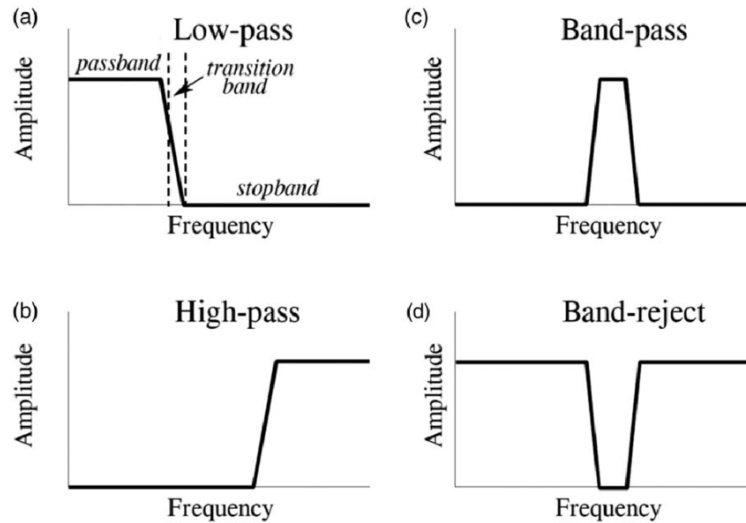 (a)
Low-pass
passband
transition
band
stopband
Amplitude
Frequency
(c)
Band-pass
Amplitude
Frequency
(b)
High-pass
Amplitude
Frequency
(d)
Band-reject
Amplitude
Frequency